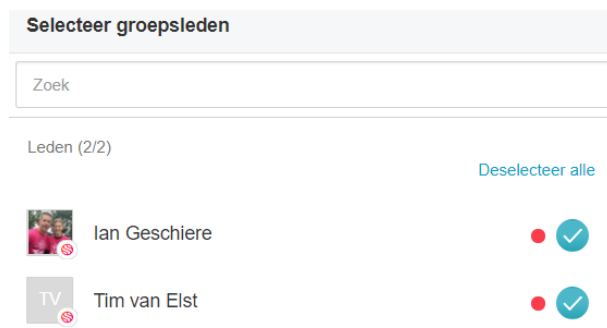 Selecteer groepsleden
Zoek
Leden (2/2)
Deselecteer alle
Ian Geschiere
TV
Tim van Elst